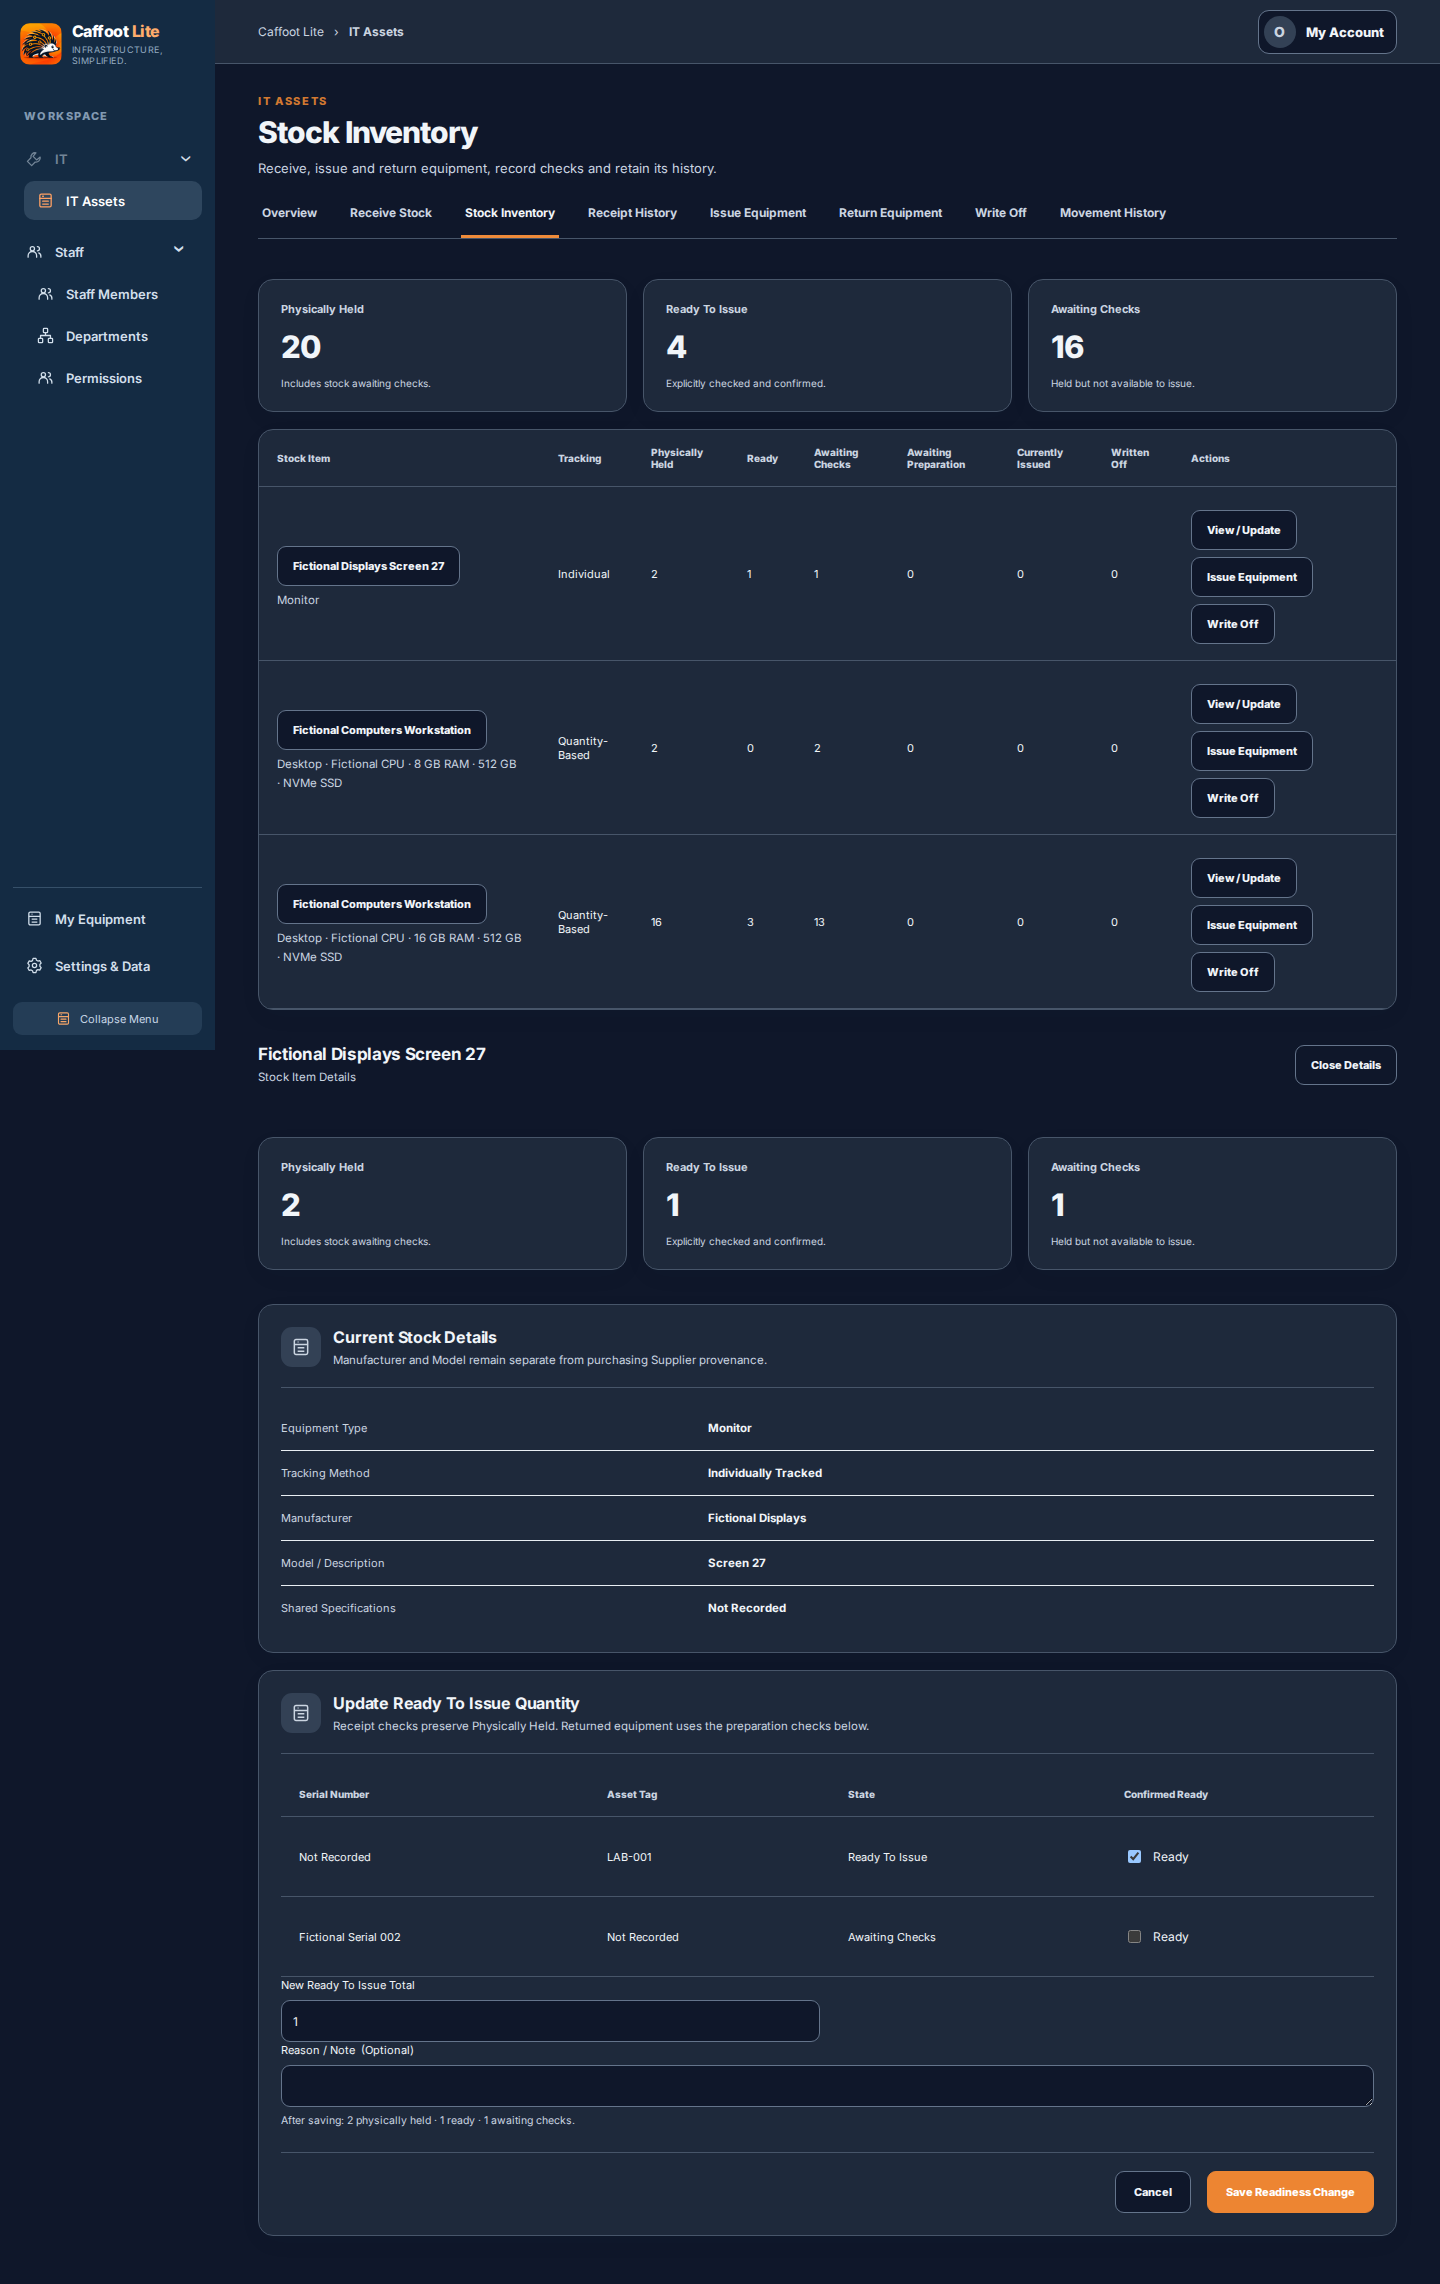 Caffoot Lite
INFRASTRUCTURE,
SIMPLIFIED.
WORKSPACE
IT
IT Assets
Staff
Staff Members
Departments
Permissions
My Equipment
Settings & Data
Collapse Menu
Caffoot Lite › IT Assets
O My Account
IT ASSETS
Stock Inventory
Receive, issue and return equipment, record checks and retain its history.
Overview Receive Stock Stock Inventory Receipt History Issue Equipment Return Equipment Write Off Movement History
Physically Held
20
Includes stock awaiting checks.
Ready To Issue
4
Explicitly checked and confirmed.
Awaiting Checks
16
Held but not available to issue.
Stock Item Tracking Physically Held Ready Awaiting Checks Awaiting Preparation Currently Issued Written Off Actions
Fictional Displays Screen 27
Monitor
Individual 2 1 1 0 0 0
View / Update
Issue Equipment
Write Off
Fictional Computers Workstation
Desktop · Fictional CPU · 8 GB RAM · 512 GB
· NVMe SSD
Quantity-
Based
2 0 2 0 0 0
View / Update
Issue Equipment
Write Off
Fictional Computers Workstation
Desktop · Fictional CPU · 16 GB RAM · 512 GB
· NVMe SSD
Quantity-
Based
16 3 13 0 0 0
View / Update
Issue Equipment
Write Off
Fictional Displays Screen 27
Stock Item Details
Close Details
Physically Held
2
Includes stock awaiting checks.
Ready To Issue
1
Explicitly checked and confirmed.
Awaiting Checks
1
Held but not available to issue.
Current Stock Details
Manufacturer and Model remain separate from purchasing Supplier provenance.
Equipment Type Monitor
Tracking Method Individually Tracked
Manufacturer Fictional Displays
Model / Description Screen 27
Shared Specifications Not Recorded
Update Ready To Issue Quantity
Receipt checks preserve Physically Held. Returned equipment uses the preparation checks below.
Serial Number Asset Tag State Confirmed Ready
Not Recorded LAB-001 Ready To Issue Ready
Fictional Serial 002 Not Recorded Awaiting Checks Ready
New Ready To Issue Total
1
Reason / Note (Optional)
After saving: 2 physically held · 1 ready · 1 awaiting checks.
Cancel Save Readiness Change